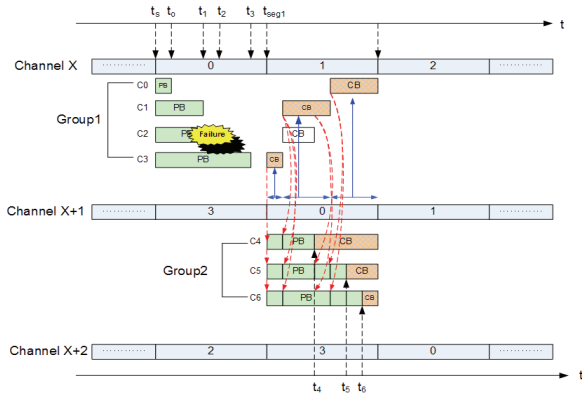 ts to t1 t2 t3 tseg1
t
Channel X ············ 0 1 2 ············
C0 PB CB
C1 PB CB
Group1
C2 PB Failure CB
C3 PB CB
Channel X+1 ············ 3 0 1 ············
C4 PB CB
Group2
C5 PB CB
C6 PB CB
Channel X+2 ············ 2 3 0 ············
t
t4 t5 t6